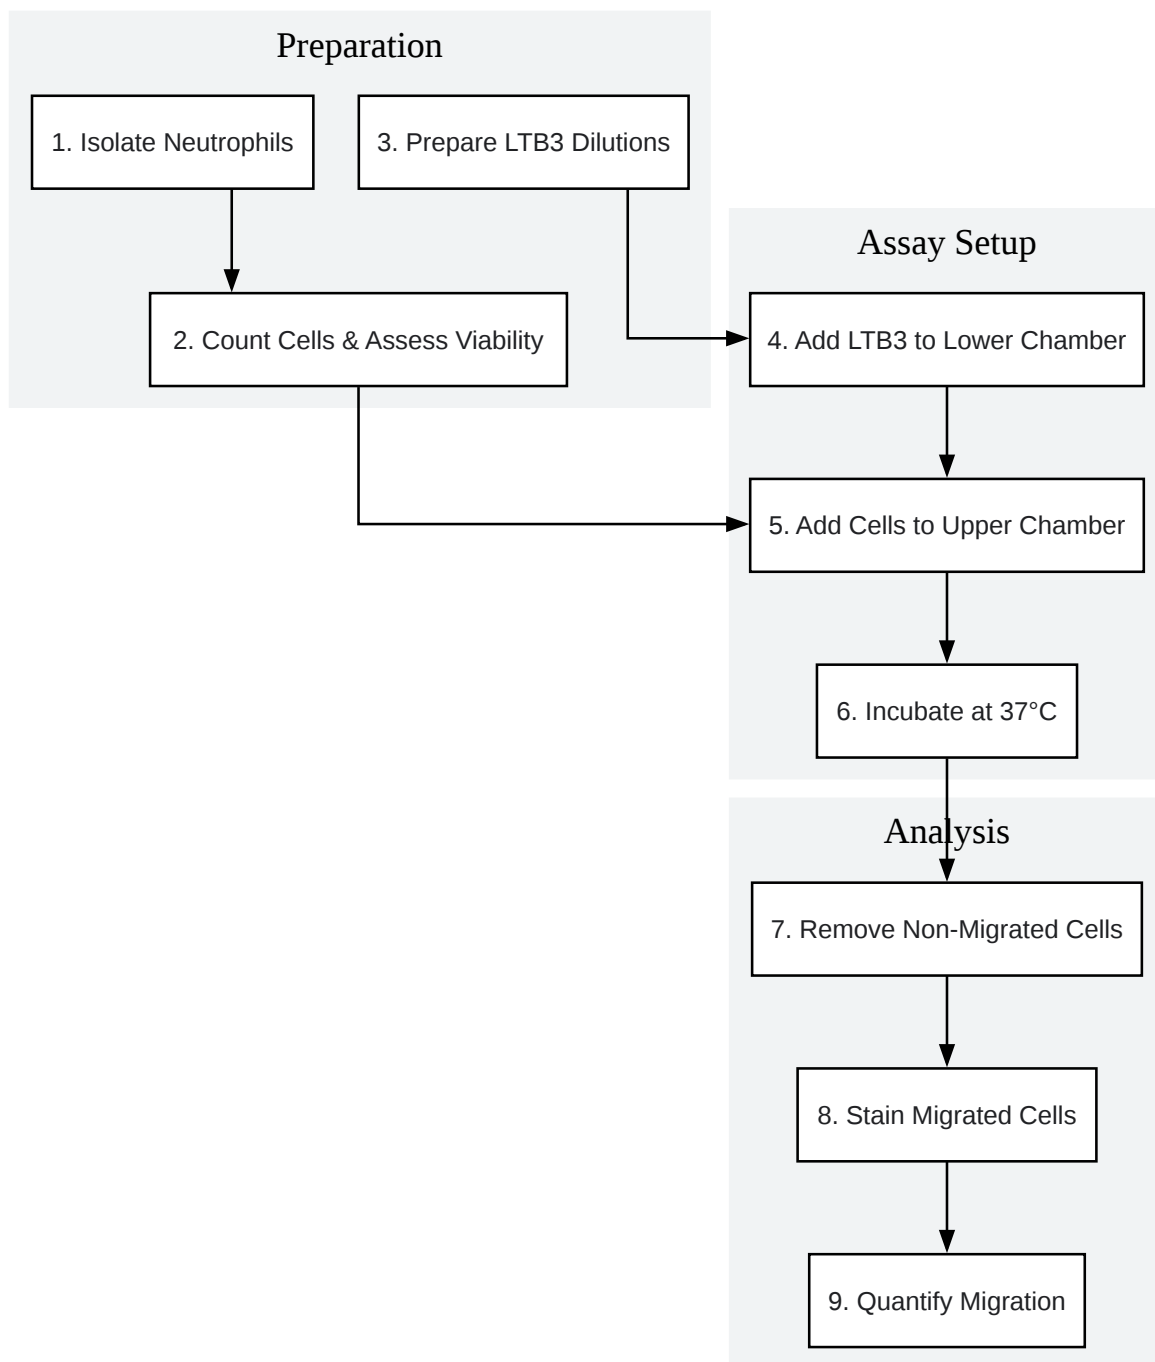 Preparation
1. Isolate Neutrophils
3. Prepare LTB3 Dilutions
2. Count Cells & Assess Viability
Assay Setup
4. Add LTB3 to Lower Chamber
5. Add Cells to Upper Chamber
6. Incubate at 37°C
Analysis
7. Remove Non-Migrated Cells
8. Stain Migrated Cells
9. Quantify Migration